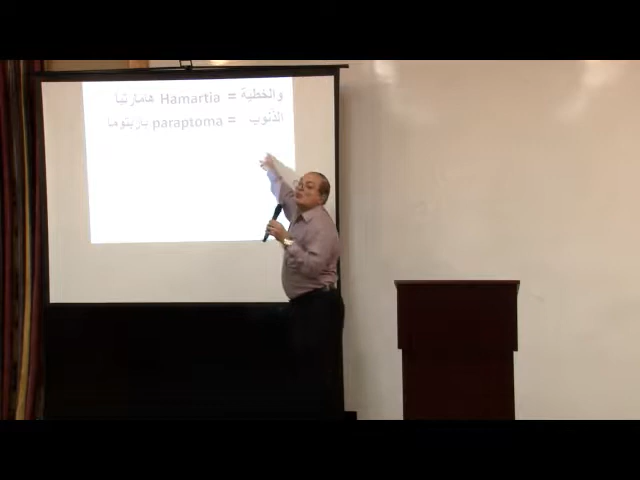 والخطية = Hamartia هامارتيا
الذنوب = paraptoma باربتوما